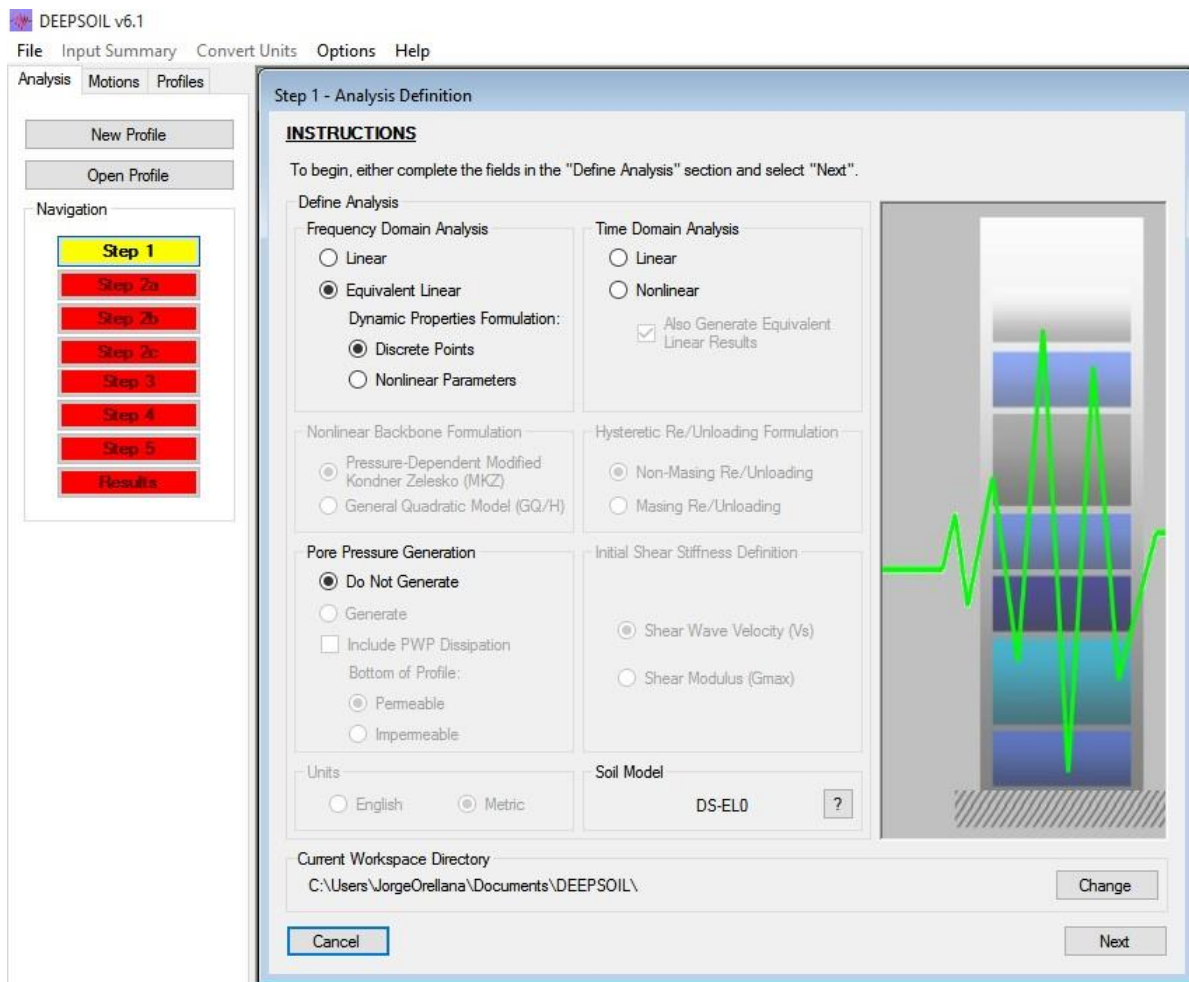 DEEPSOIL v6.1
File Input Summary Convert Units Options Help
Analysis Motions Profiles
New Profile
Open Profile
Navigation
Step 1
Step 2a
Step 2b
Step 2c
Step 3
Step 4
Step 5
Results
Step 1 - Analysis Definition
INSTRUCTIONS
To begin, either complete the fields in the "Define Analysis" section and select "Next".
Define Analysis
Frequency Domain Analysis
Linear
Equivalent Linear
Dynamic Properties Formulation:
Discrete Points
Nonlinear Parameters
Time Domain Analysis
Linear
Nonlinear
Also Generate Equivalent
Linear Results
Nonlinear Backbone Formulation
Pressure-Dependent Modified
Kondner Zelesko (MKZ)
General Quadratic Model (GQ/H)
Hysteretic Re/Unloading Formulation
Non-Masing Re/Unloading
Masing Re/Unloading
Pore Pressure Generation
Do Not Generate
Generate
Include PWP Dissipation
Bottom of Profile:
Permeable
Impermeable
Initial Shear Stiffness Definition
Shear Wave Velocity (Vs)
Shear Modulus (Gmax)
Units
English Metric
Soil Model
DS-EL0 ?
Current Workspace Directory
C:\Users\JorgeOrellana\Documents\DEEPSOIL\
Change
Cancel
Next